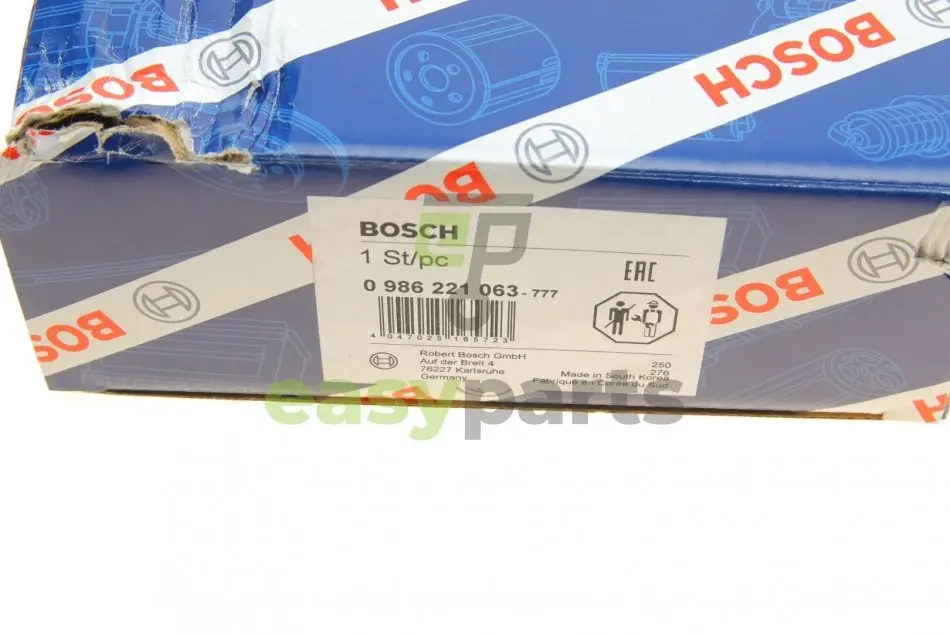 BOSCH
BOSCH
BOSCH
BOSCH
1 St/pc
EAC
0 986 221 063-777
4 047025 165723
Robert Bosch GmbH
Auf der Breit 4
76227 Karlsruhe
Germany
250
276
Made in South Korea
Fabriqué en Corée du Sud
easyparts